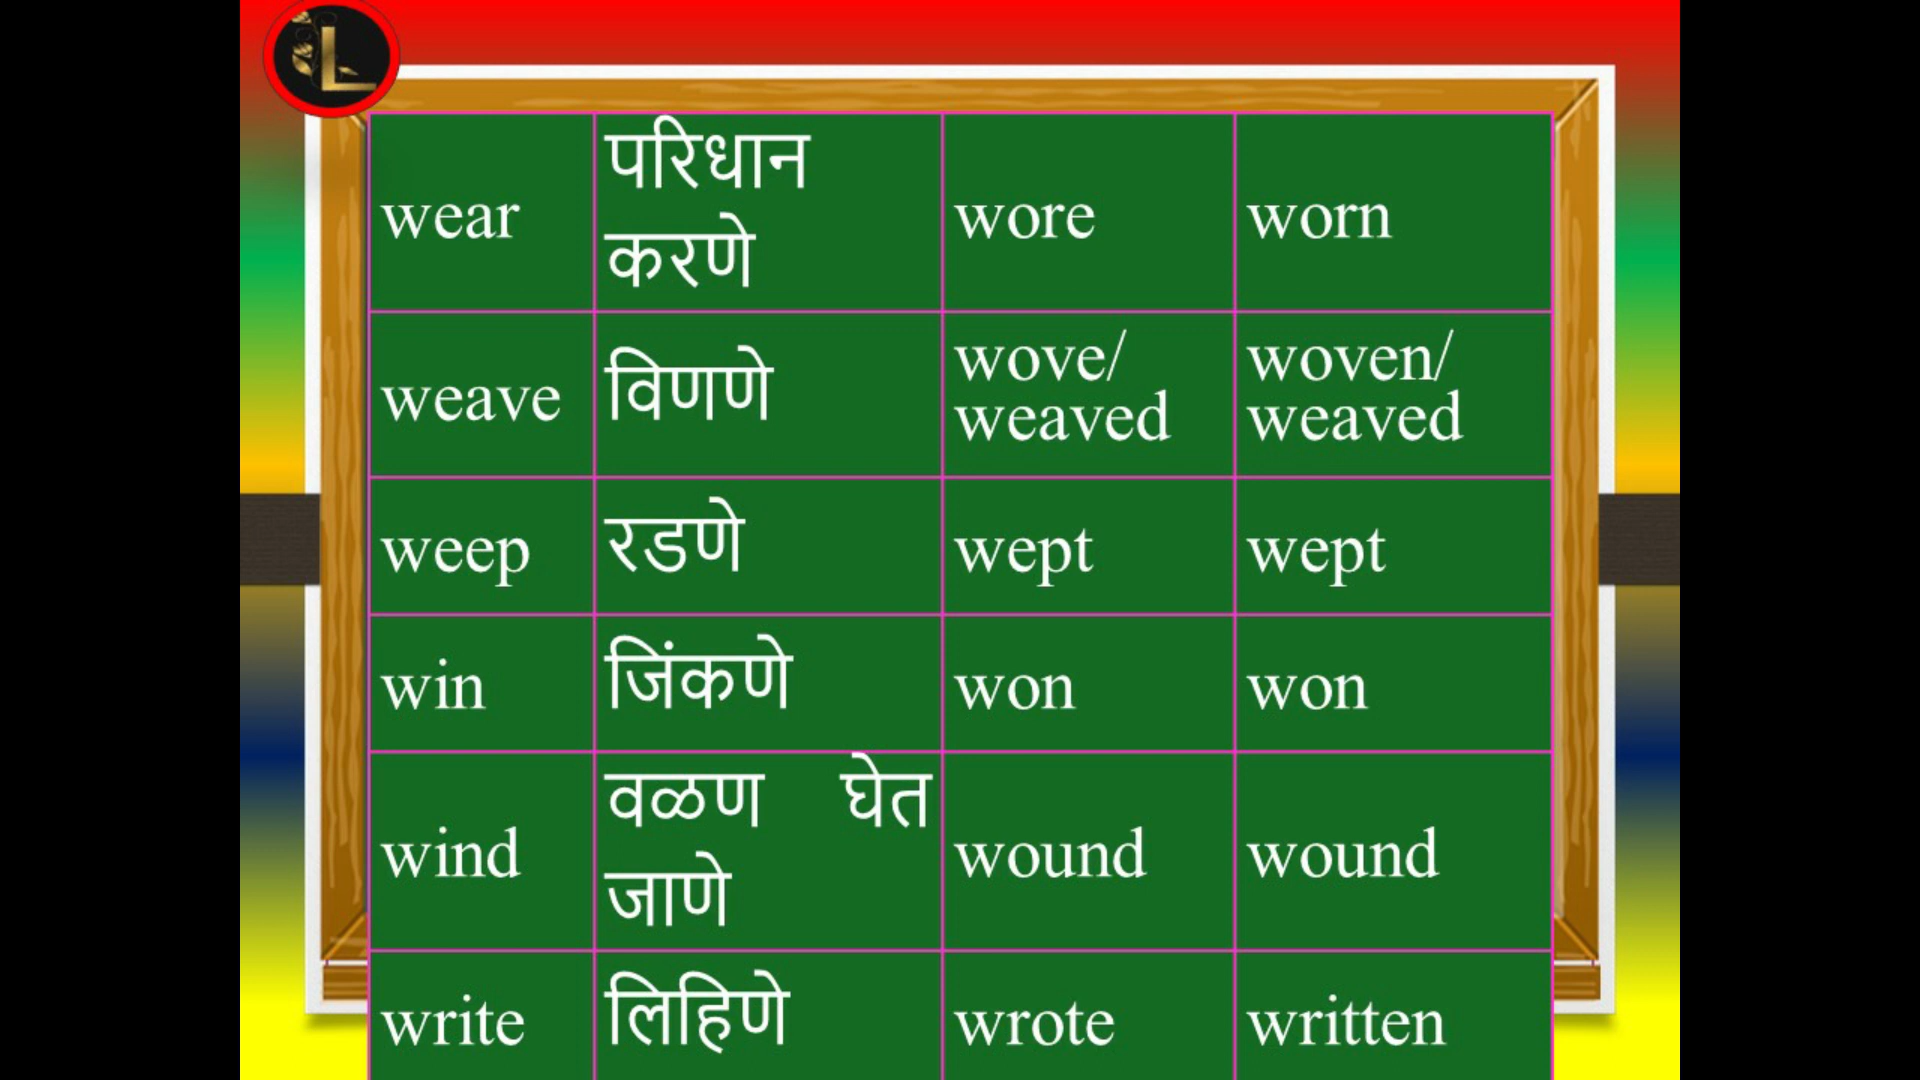 L
wear परिधान करणे wore worn
weave विणणे wove/ weaved woven/ weaved
weep रडणे wept wept
win जिंकणे won won
wind वळण घेत जाणे wound wound
write लिहिणे wrote written